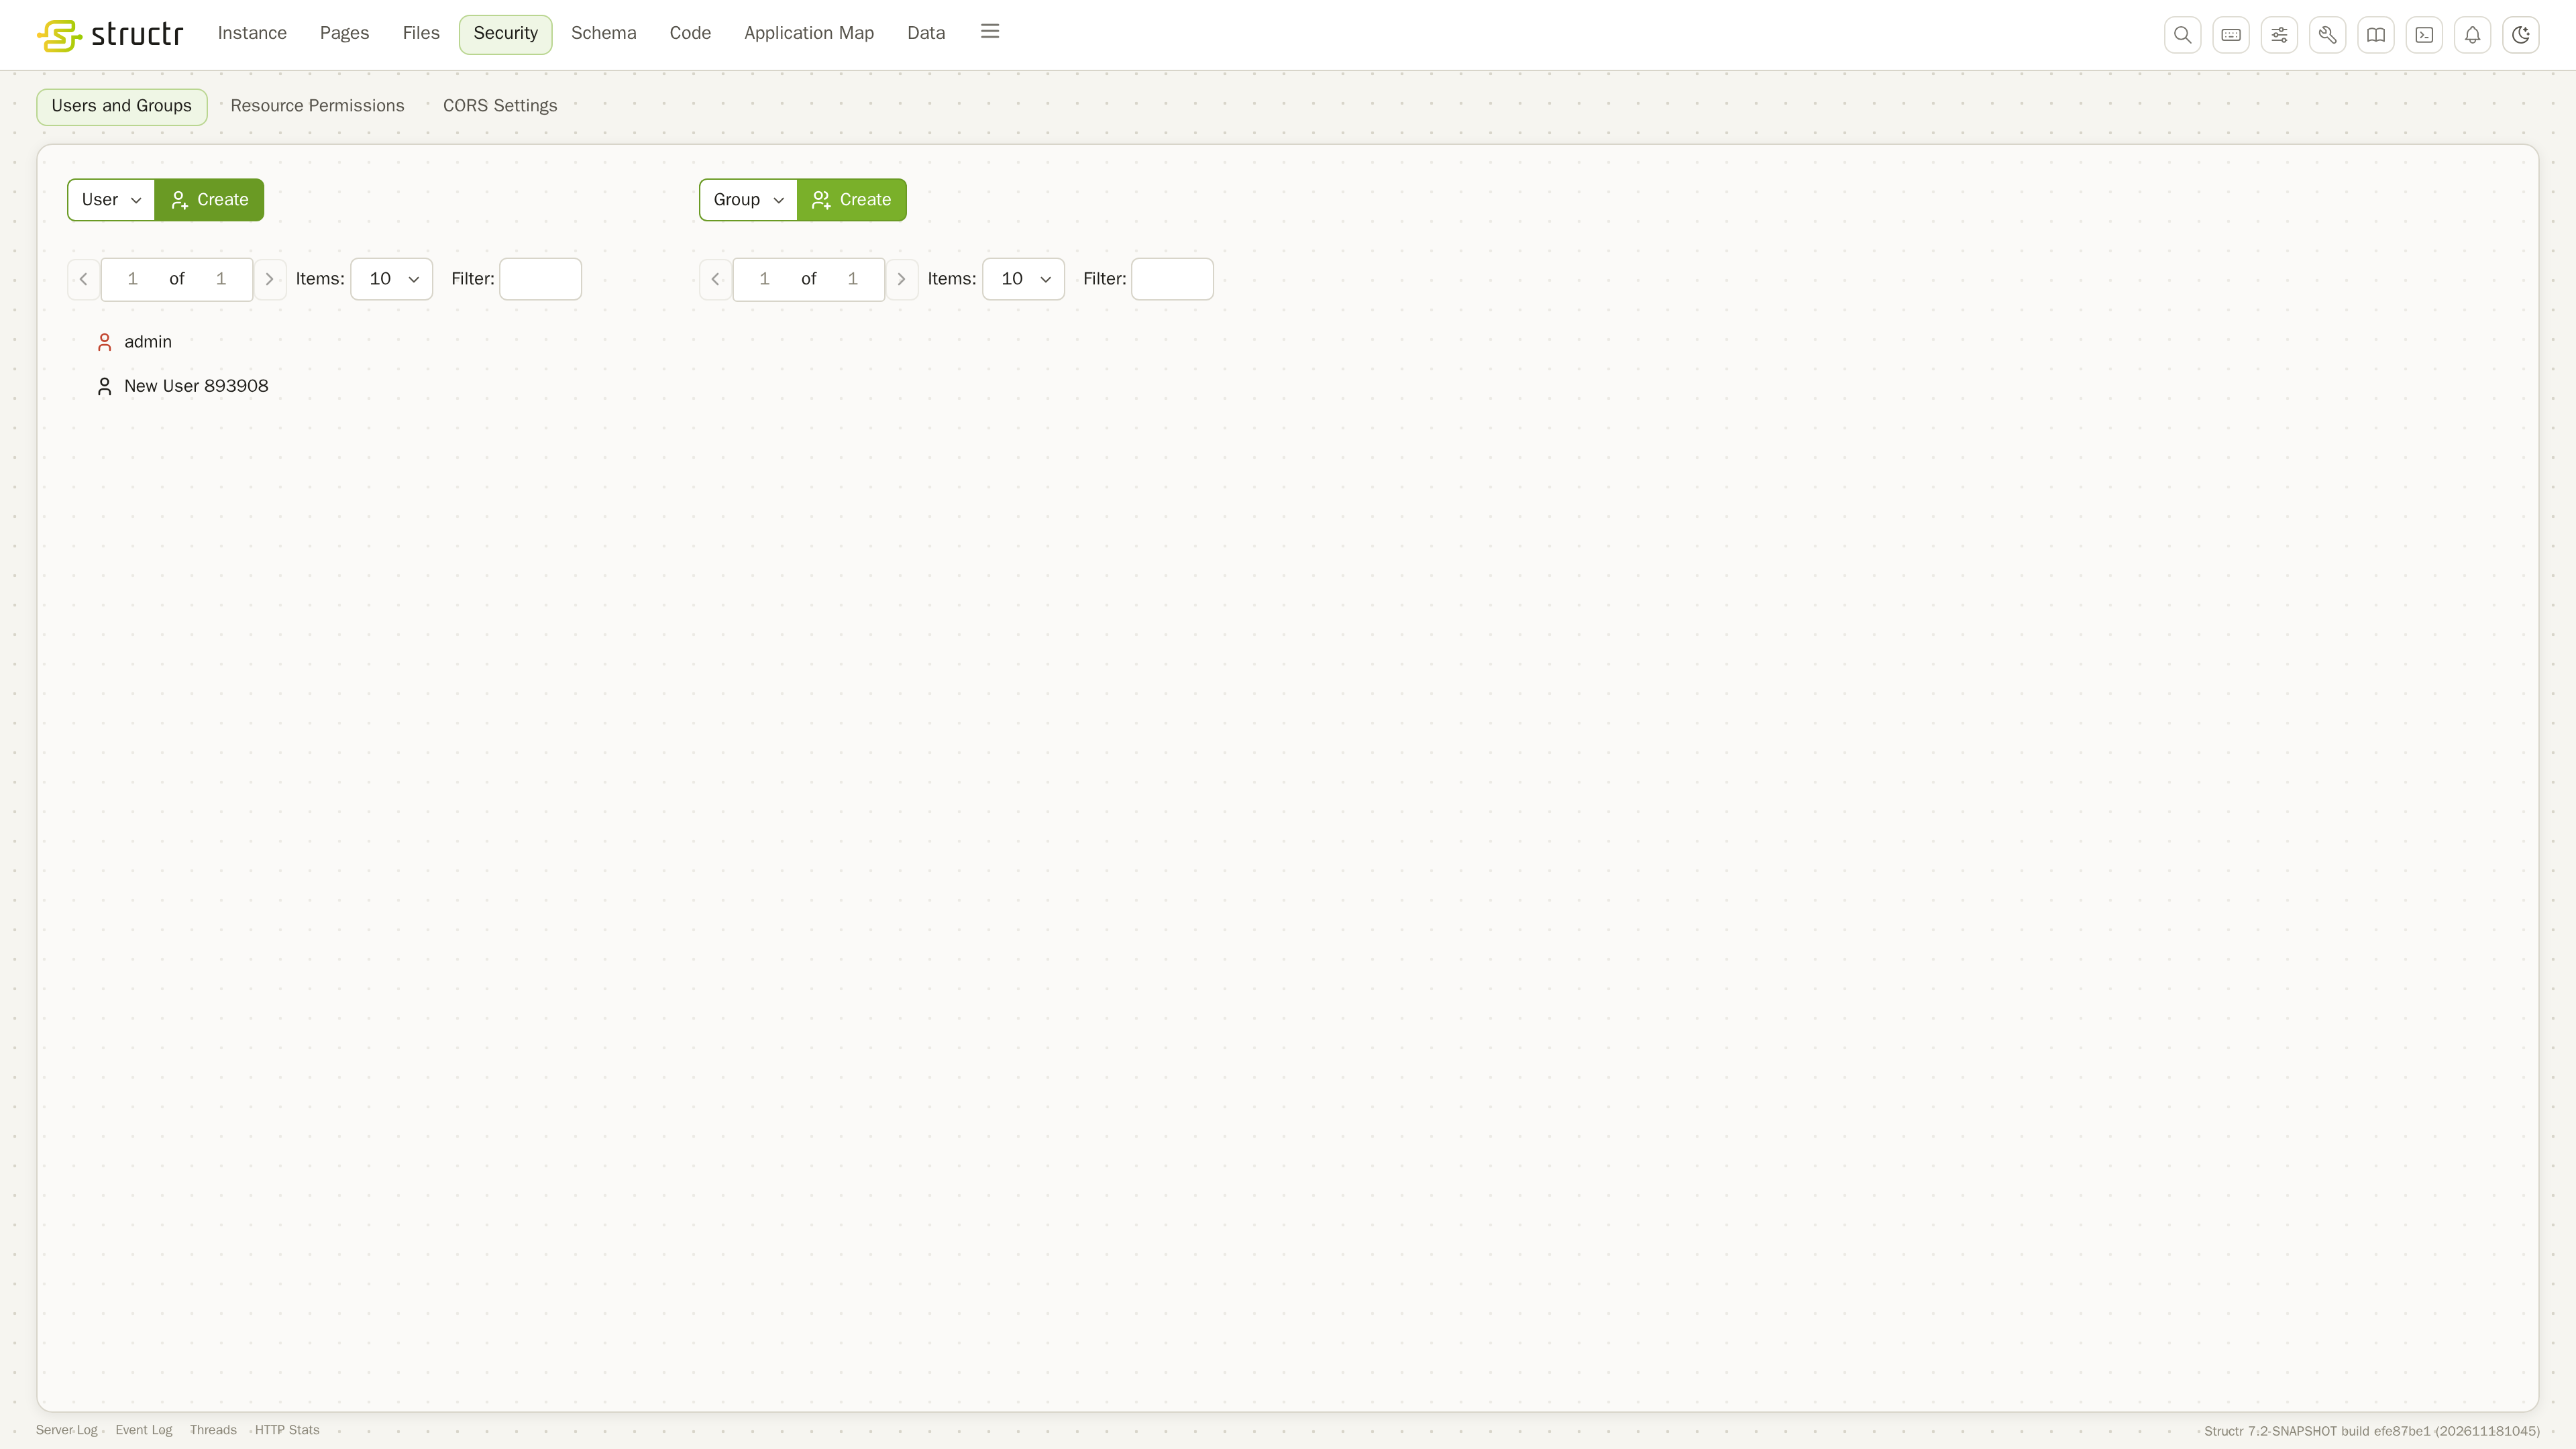 structr Instance Pages Files Security Schema Code Application Map Data
Users and Groups Resource Permissions CORS Settings
User Create Group Create
1 of 1 Items: 10 Filter: 1 of 1 Items: 10 Filter:
admin
New User 893908
Server Log Event Log Threads HTTP Stats Structr 7.2-SNAPSHOT build efe87be1 (202611181045)